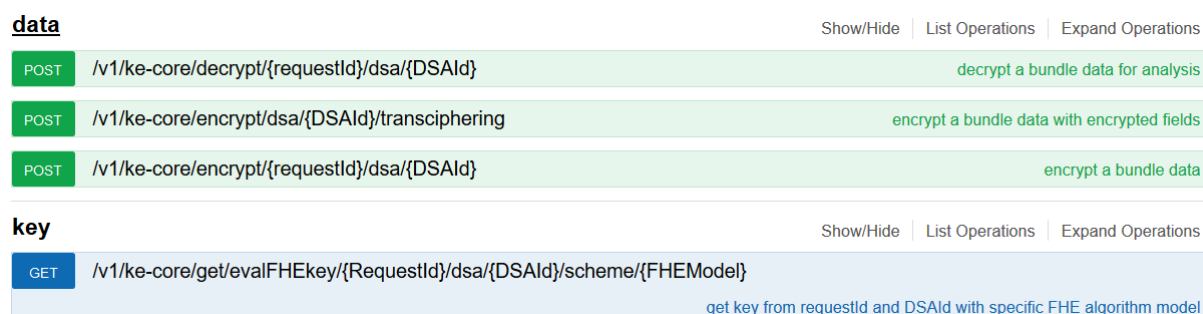 data Show/Hide List Operations Expand Operations
POST /v1/ke-core/decrypt/{requestId}/dsa/{DSAId} decrypt a bundle data for analysis
POST /v1/ke-core/encrypt/dsa/{DSAId}/transciphering encrypt a bundle data with encrypted fields
POST /v1/ke-core/encrypt/{requestId}/dsa/{DSAId} encrypt a bundle data
key Show/Hide List Operations Expand Operations
GET /v1/ke-core/get/evalFHEkey/{RequestId}/dsa/{DSAId}/scheme/{FHEModel}
get key from requestId and DSAId with specific FHE algorithm model